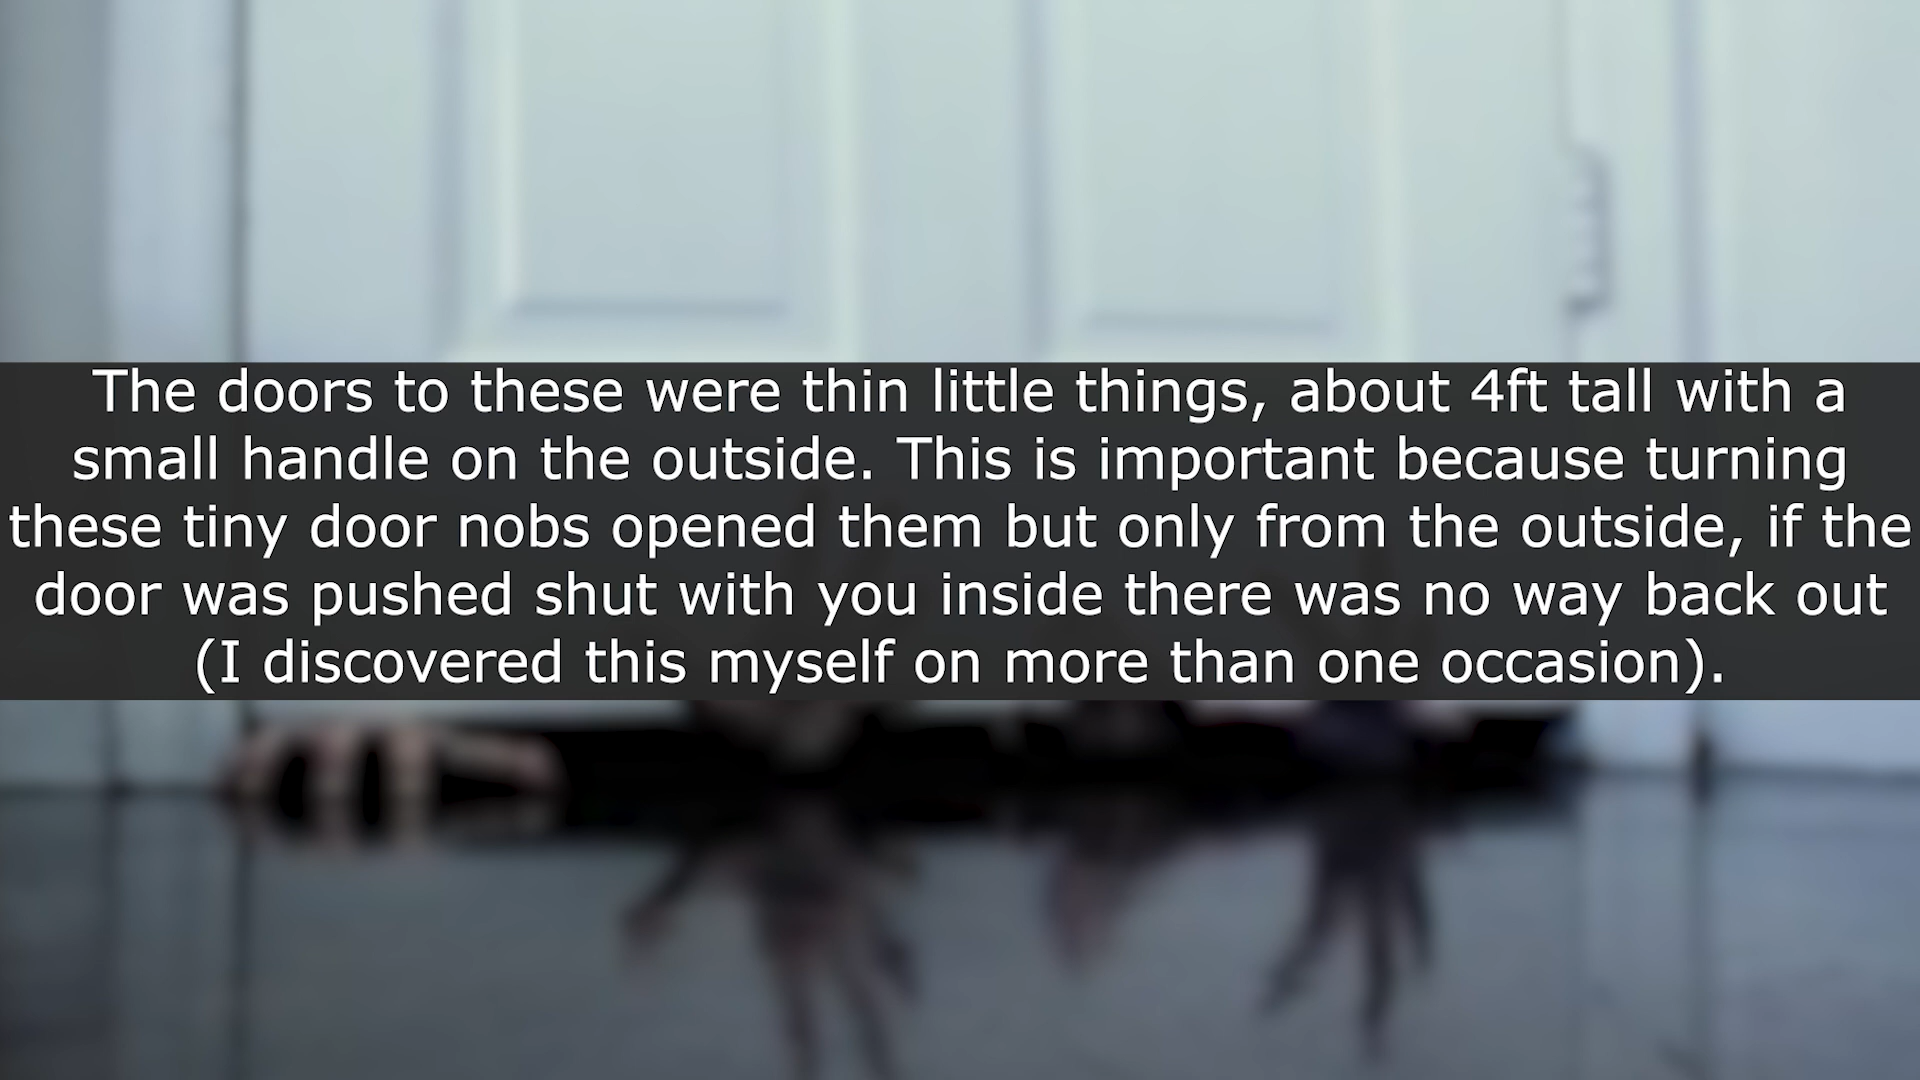 The doors to these were thin little things, about 4ft tall with a
small handle on the outside. This is important because turning
these tiny door nobs opened them but only from the outside, if the
door was pushed shut with you inside there was no way back out
(I discovered this myself on more than one occasion).